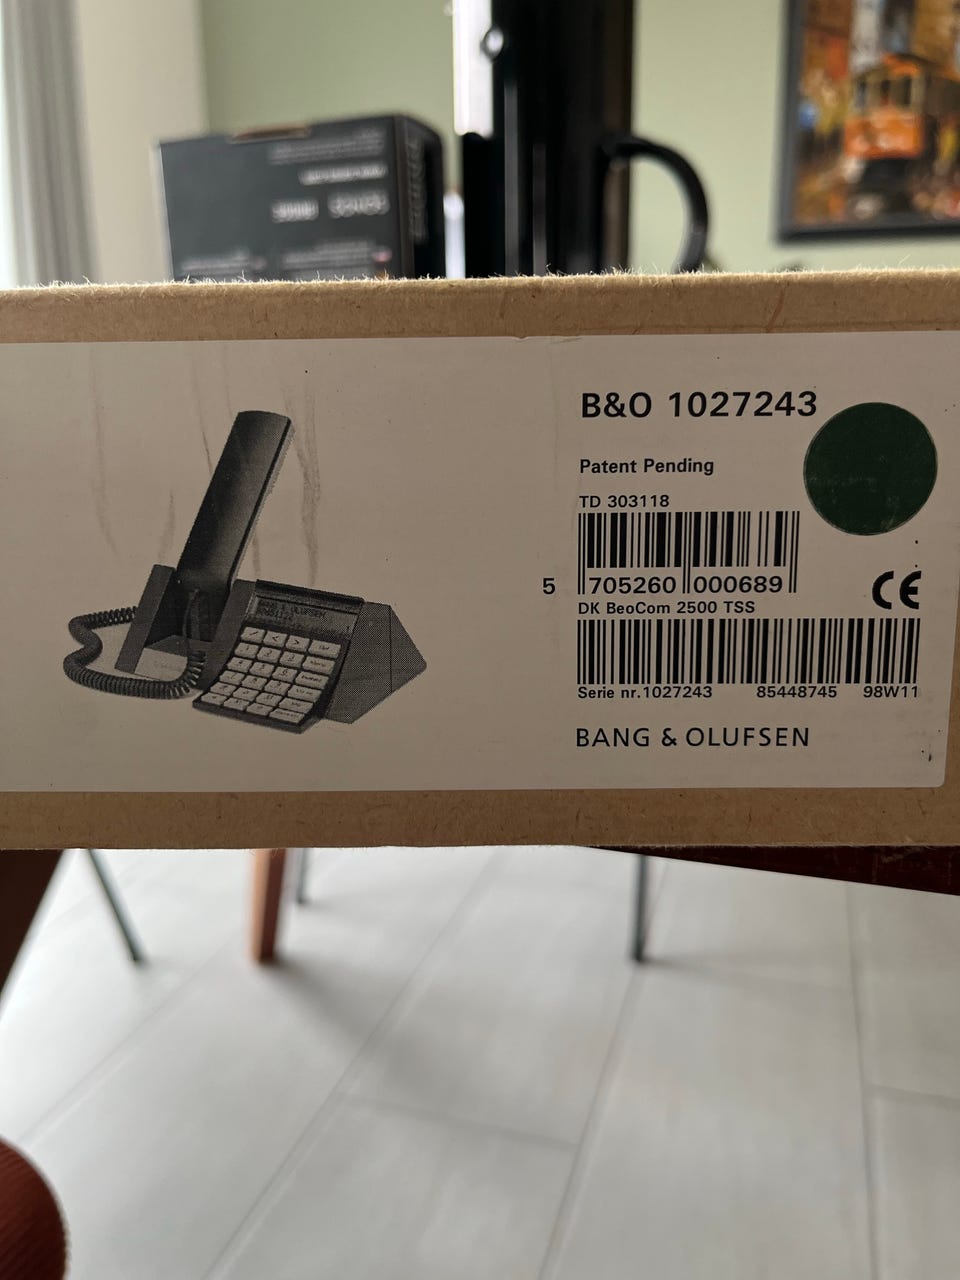 B&O 1027243
Patent Pending
TD 303118
5 705260 000689
DK BeoCom 2500 TSS
Serie nr.1027243 85448745 98W11
CE
BANG & OLUFSEN